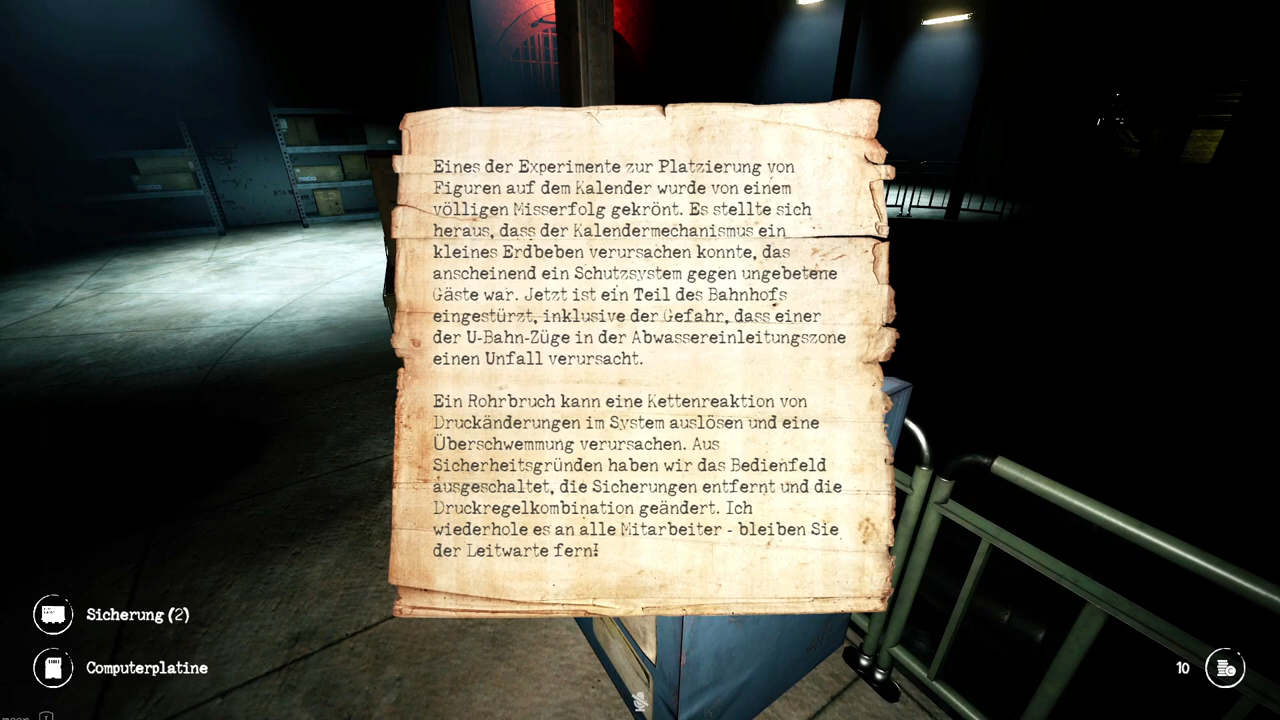 Eines der Experimente zur Platzierung von
Figuren auf dem Kalender wurde von einem
völligen Misserfolg gekrönt. Es stellte sich
heraus, dass der Kalendermechanismus ein
kleines Erdbeben verursachen konnte, das
anscheinend ein Schutzsystem gegen ungebetene
Gäste war. Jetzt ist ein Teil des Bahnhofs
eingestürzt, inklusive der Gefahr, dass einer
der U-Bahn-Züge in der Abwassereinleitungszone
einen Unfall verursacht.
Ein Rohrbruch kann eine Kettenreaktion von
Druckänderungen im System auslösen und eine
Überschwemmung verursachen. Aus
Sicherheitsgründen haben wir das Bedienfeld
ausgeschaltet, die Sicherungen entfernt und die
Druckregelkombination geändert. Ich
wiederhole es an alle Mitarbeiter - bleiben Sie
der Leitwarte fern!
Sicherung (2)
Computerplatine
10